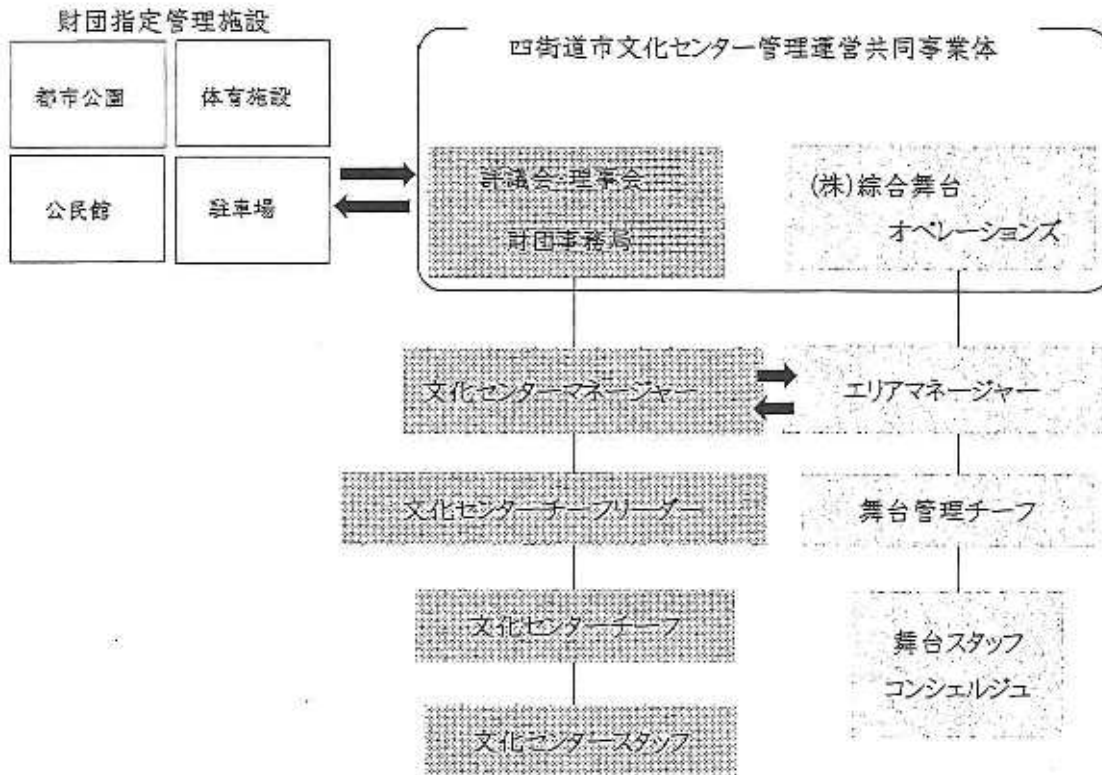 財団指定管理施設
四街道市文化センター管理運営共同事業体
都市公園
体育施設
公民館
駐車場
評議会・理事会
財団事務局
(株)綜合舞台
オペレーションズ
文化センターマネージャー
エリアマネージャー
文化センターチーフリーダー
舞台管理チーフ
文化センターチーフ
舞台スタッフ
コンシェルジュ
文化センタースタッフ